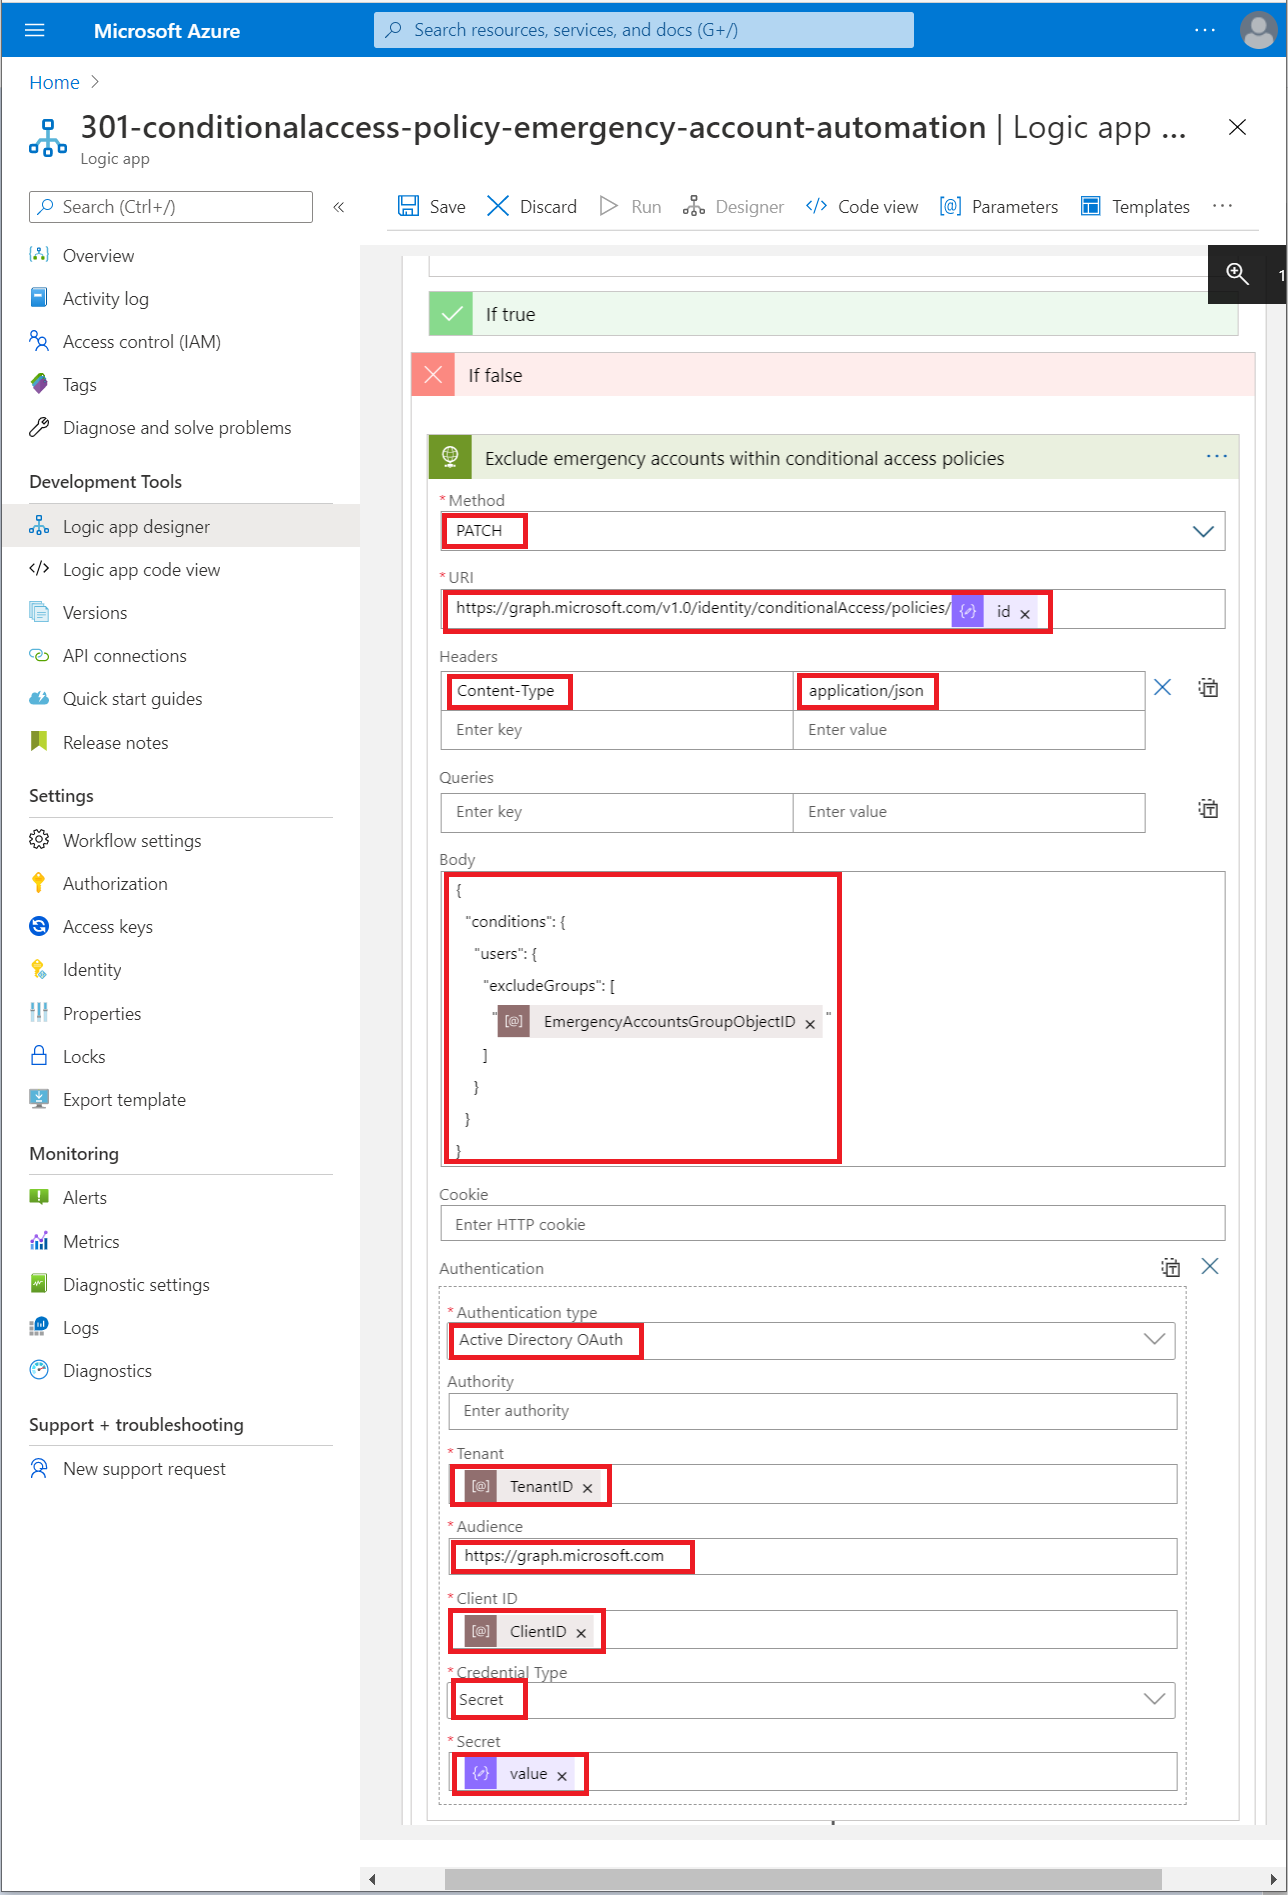 Microsoft Azure
Search resources, services, and docs (G+/)
Home
301-conditionalaccess-policy-emergency-account-automation | Logic app ...
Logic app
Search (Ctrl+/)
Save
Discard
Run
Designer
Code view
Parameters
Templates
Overview
Activity log
Access control (IAM)
Tags
Diagnose and solve problems
Development Tools
Logic app designer
Logic app code view
Versions
API connections
Quick start guides
Release notes
Settings
Workflow settings
Authorization
Access keys
Identity
Properties
Locks
Export template
Monitoring
Alerts
Metrics
Diagnostic settings
Logs
Diagnostics
Support + troubleshooting
New support request
1
If true
If false
Exclude emergency accounts within conditional access policies
* Method
PATCH
* URI
https://graph.microsoft.com/v1.0/identity/conditionalAccess/policies/ id ×
Headers
Content-Type
application/json
Enter key
Enter value
Queries
Enter key
Enter value
Body
{
"conditions": {
"users": {
"excludeGroups": [
" [@] EmergencyAccountsGroupObjectID × "
]
}
}
}
Cookie
Enter HTTP cookie
Authentication
* Authentication type
Active Directory OAuth
Authority
Enter authority
* Tenant
[@] TenantID ×
* Audience
https://graph.microsoft.com
* Client ID
[@] ClientID ×
* Credential Type
Secret
* Secret
value ×